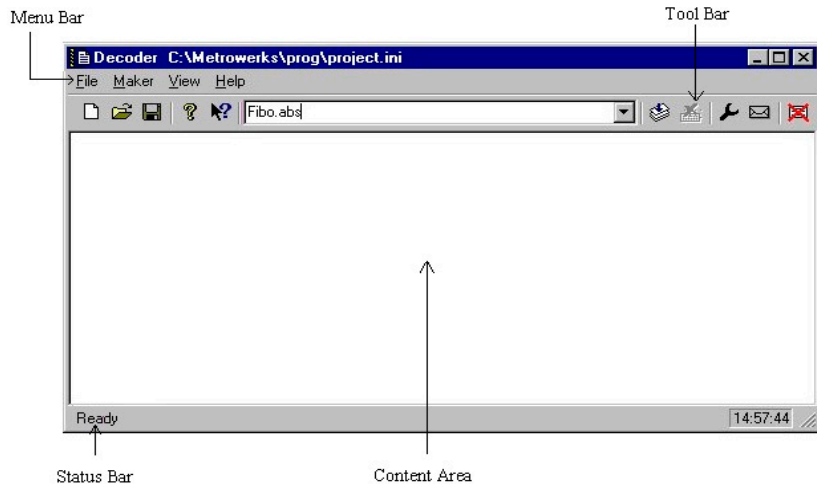 Menu Bar
Tool Bar
Decoder C:\Metrowerks\prog\project.ini
File Maker View Help
Fibo.abs
Ready
14:57:44
Status Bar
Content Area